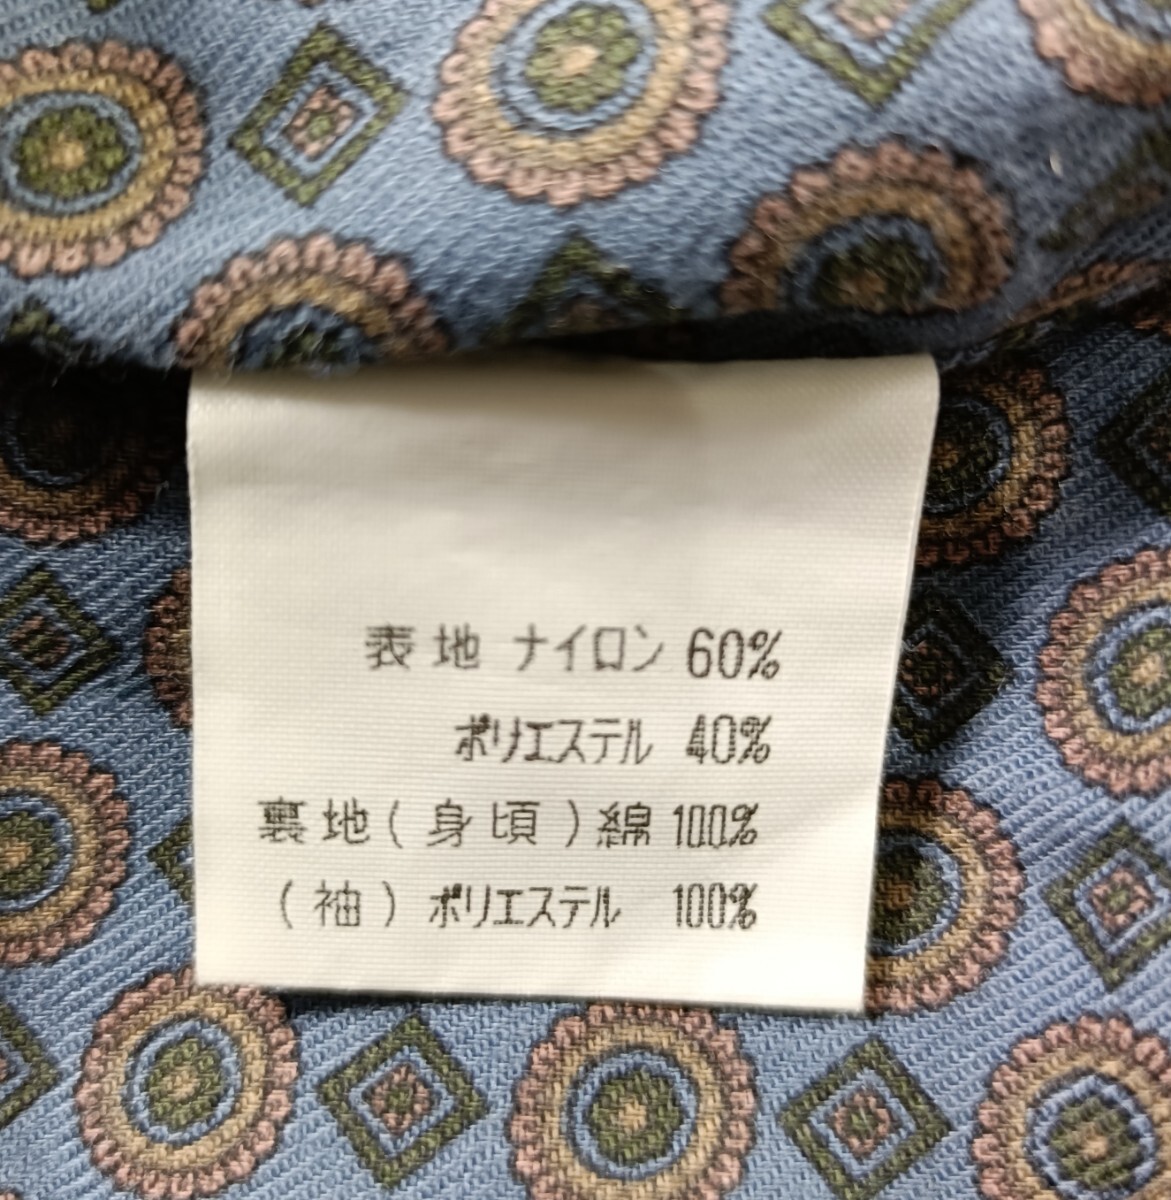 表地 ナイロン 60%
ポリエステル 40%
裏地(身頃)綿 100%
(袖)ポリエステル 100%